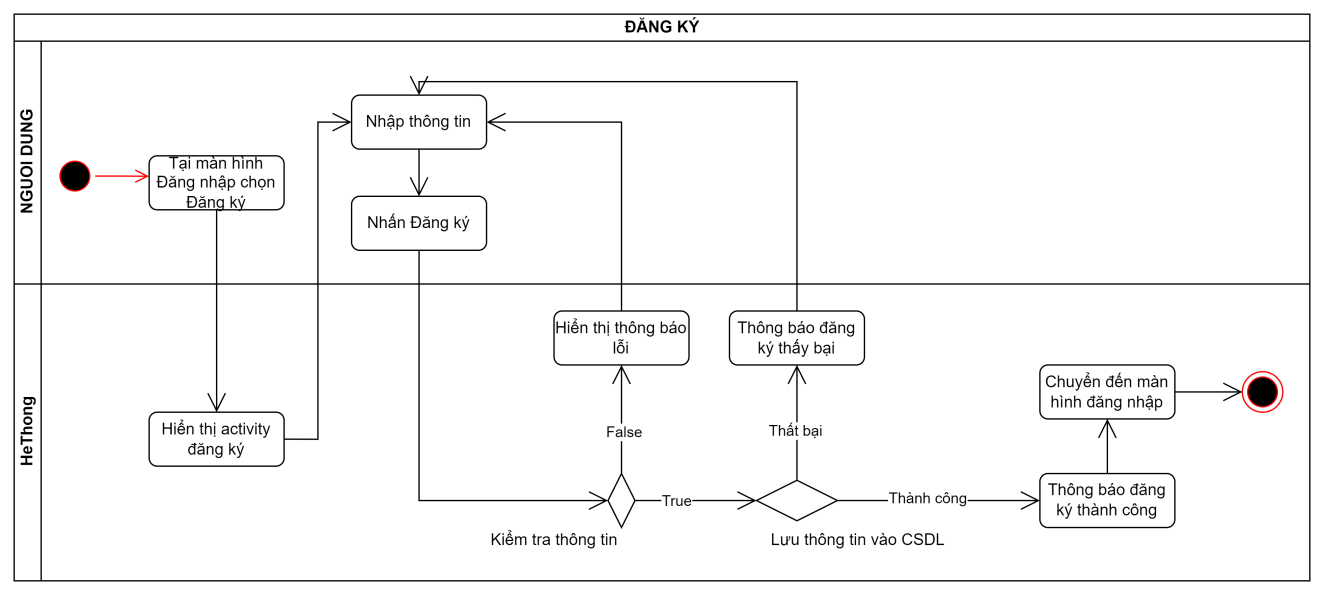 ĐĂNG KÝ
NGUOI DUNG
Tại màn hình
Đăng nhập chọn
Đăng ký
Nhập thông tin
Nhấn Đăng ký
HeThong
Hiển thị activity
đăng ký
Hiển thị thông báo
lỗi
Thông báo đăng
ký thấy bại
False
Thất bại
True
Thành công
Kiểm tra thông tin
Lưu thông tin vào CSDL
Chuyển đến màn
hình đăng nhập
Thông báo đăng
ký thành công